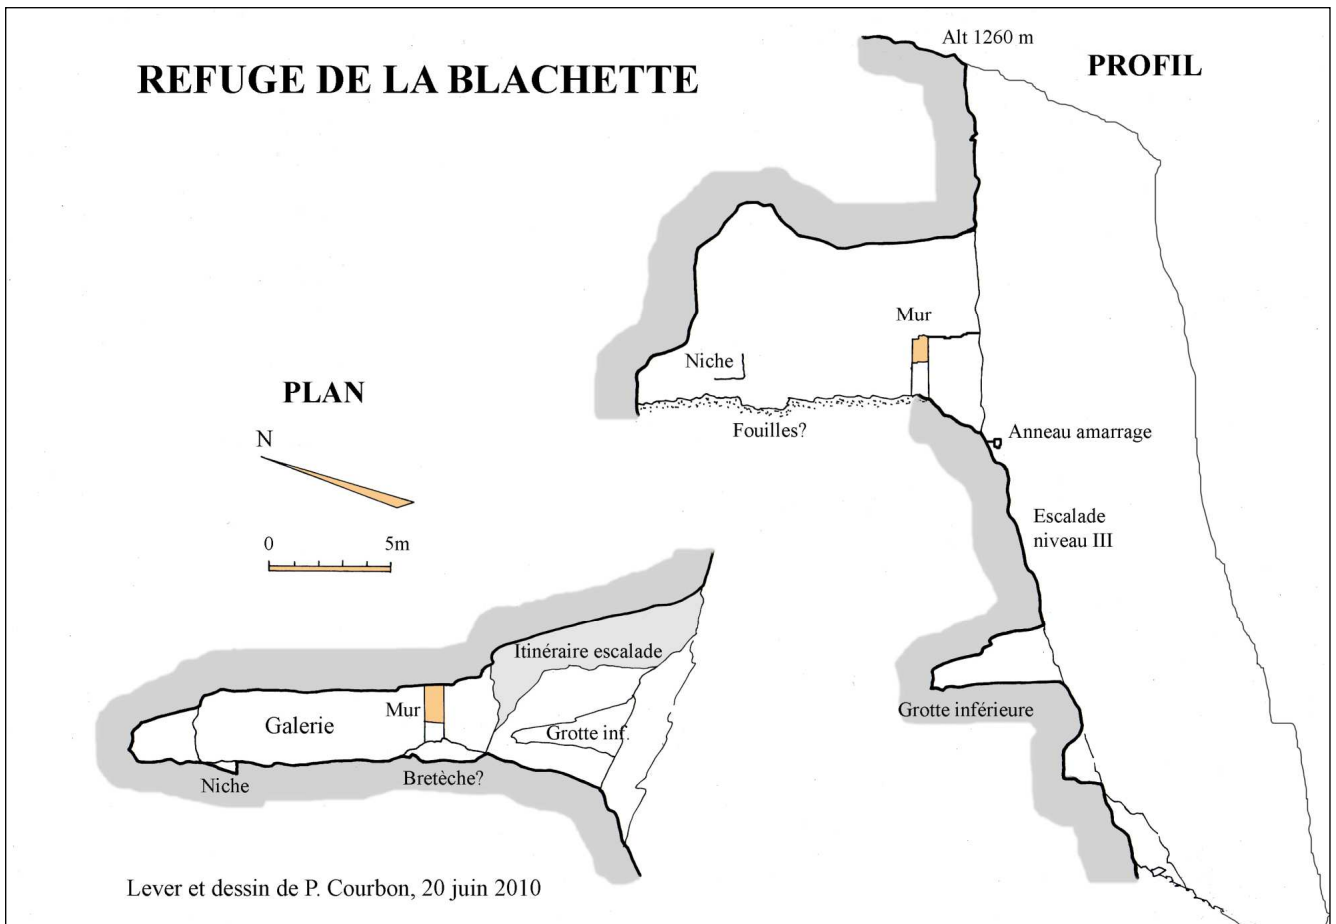 REFUGE DE LA BLACHETTE
Alt 1260 m
PROFIL
Mur
Niche
Fouilles?
Anneau amarrage
Escalade
niveau III
Grotte inférieure
PLAN
N
0 5m
Itinéraire escalade
Mur
Galerie
Grotte inf.
Niche
Bretèche?
Lever et dessin de P. Courbon, 20 juin 2010